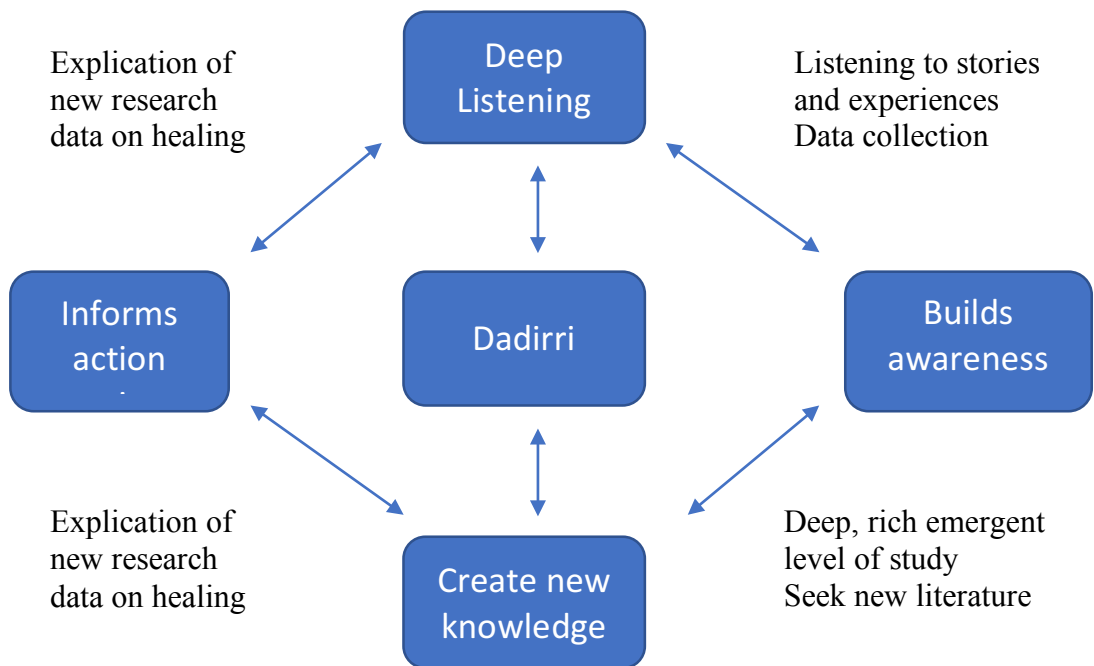 Explication of
new research
data on healing
Deep
Listening
Listening to stories
and experiences
Data collection
Informs
action
Dadirri
Builds
awareness
Explication of
new research
data on healing
Create new
knowledge
Deep, rich emergent
level of study
Seek new literature